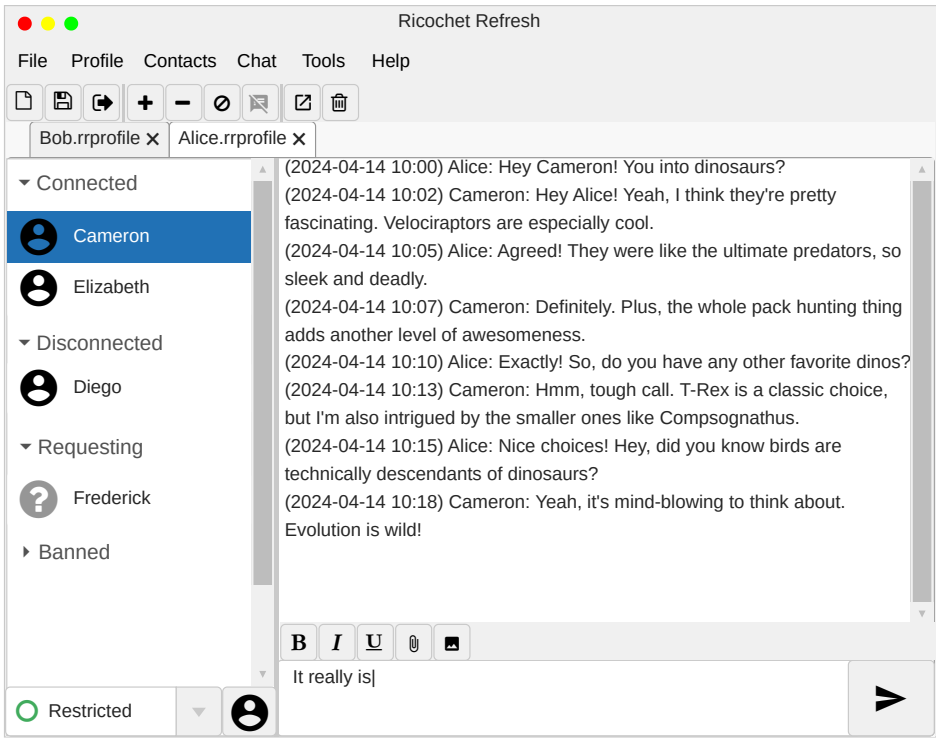 Ricochet Refresh
File Profile Contacts Chat Tools Help
Bob.rrprofile Alice.rrprofile
Connected
Cameron
Elizabeth
Disconnected
Diego
Requesting
Frederick
Banned
Restricted
(2024-04-14 10:00) Alice: Hey Cameron! You into dinosaurs?
(2024-04-14 10:02) Cameron: Hey Alice! Yeah, I think they're pretty
fascinating. Velociraptors are especially cool.
(2024-04-14 10:05) Alice: Agreed! They were like the ultimate predators, so
sleek and deadly.
(2024-04-14 10:07) Cameron: Definitely. Plus, the whole pack hunting thing
adds another level of awesomeness.
(2024-04-14 10:10) Alice: Exactly! So, do you have any other favorite dinos?
(2024-04-14 10:13) Cameron: Hmm, tough call. T-Rex is a classic choice,
but I'm also intrigued by the smaller ones like Compsognathus.
(2024-04-14 10:15) Alice: Nice choices! Hey, did you know birds are
technically descendants of dinosaurs?
(2024-04-14 10:18) Cameron: Yeah, it's mind-blowing to think about.
Evolution is wild!
B I U
It really is